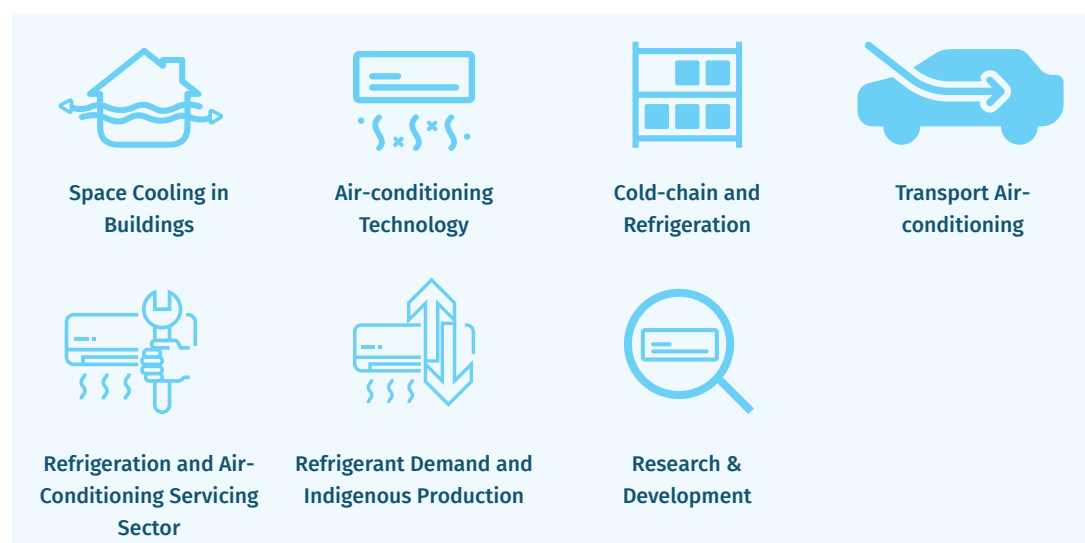 Space Cooling in
Buildings
Air-conditioning
Technology
Cold-chain and
Refrigeration
Transport Air-
conditioning
Refrigeration and Air-
Conditioning Servicing
Sector
Refrigerant Demand and
Indigenous Production
Research &
Development